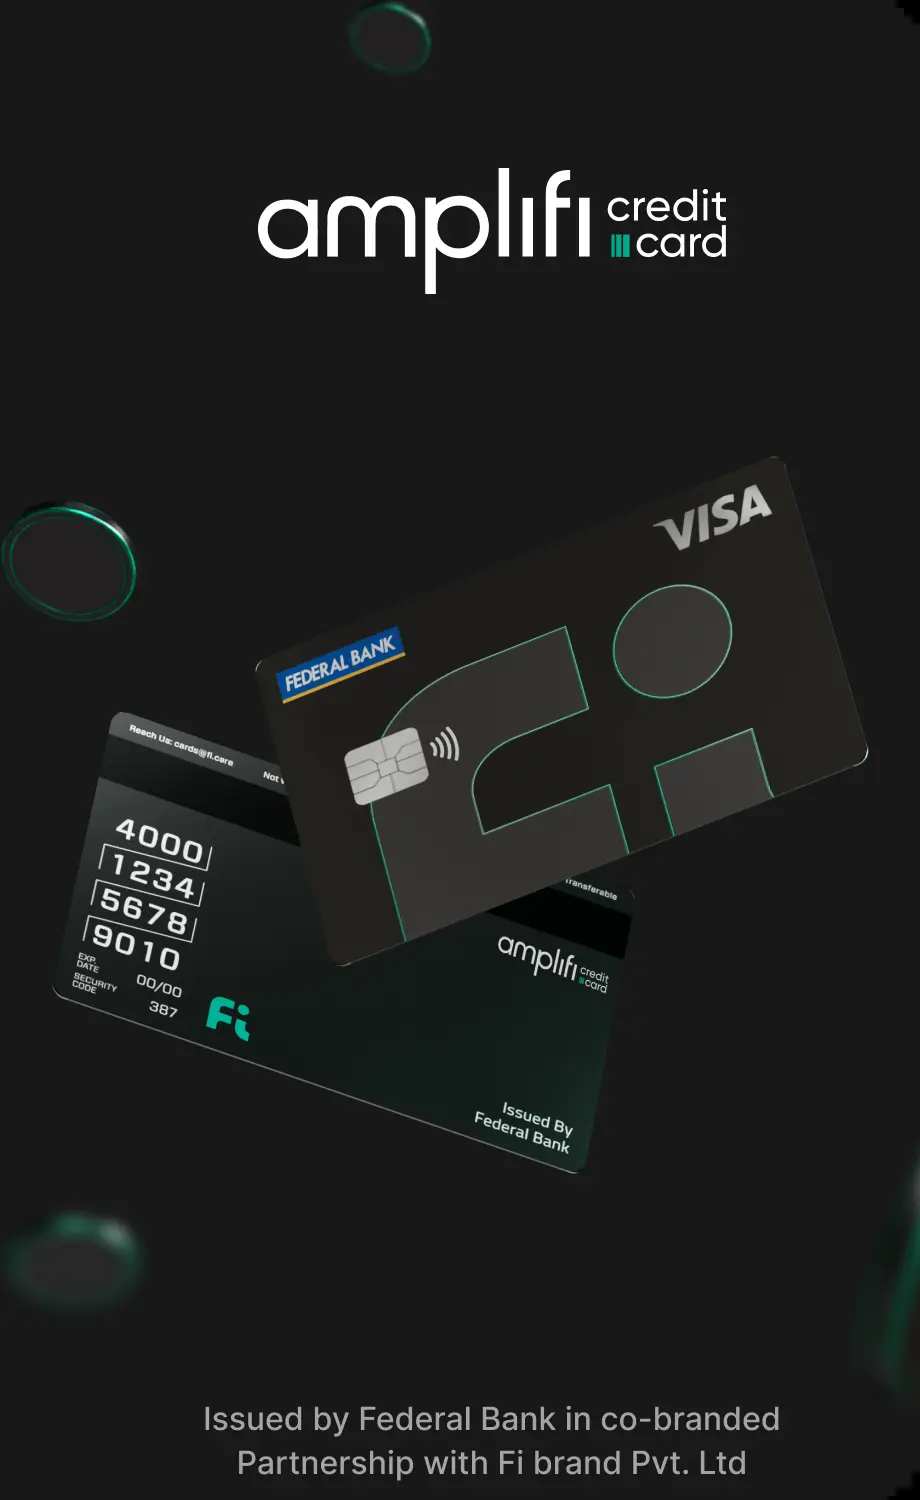 amplifi credit
card
VISA
FEDERAL BANK
Reach Us: cards@fi.care
Not
Transferable
4000
1234
5678
9010
EXP.
DATE
00/00
SECURITY
CODE
387
Fi
amplifi credit
card
Issued By
Federal Bank
Issued by Federal Bank in co-branded
Partnership with Fi brand Pvt. Ltd